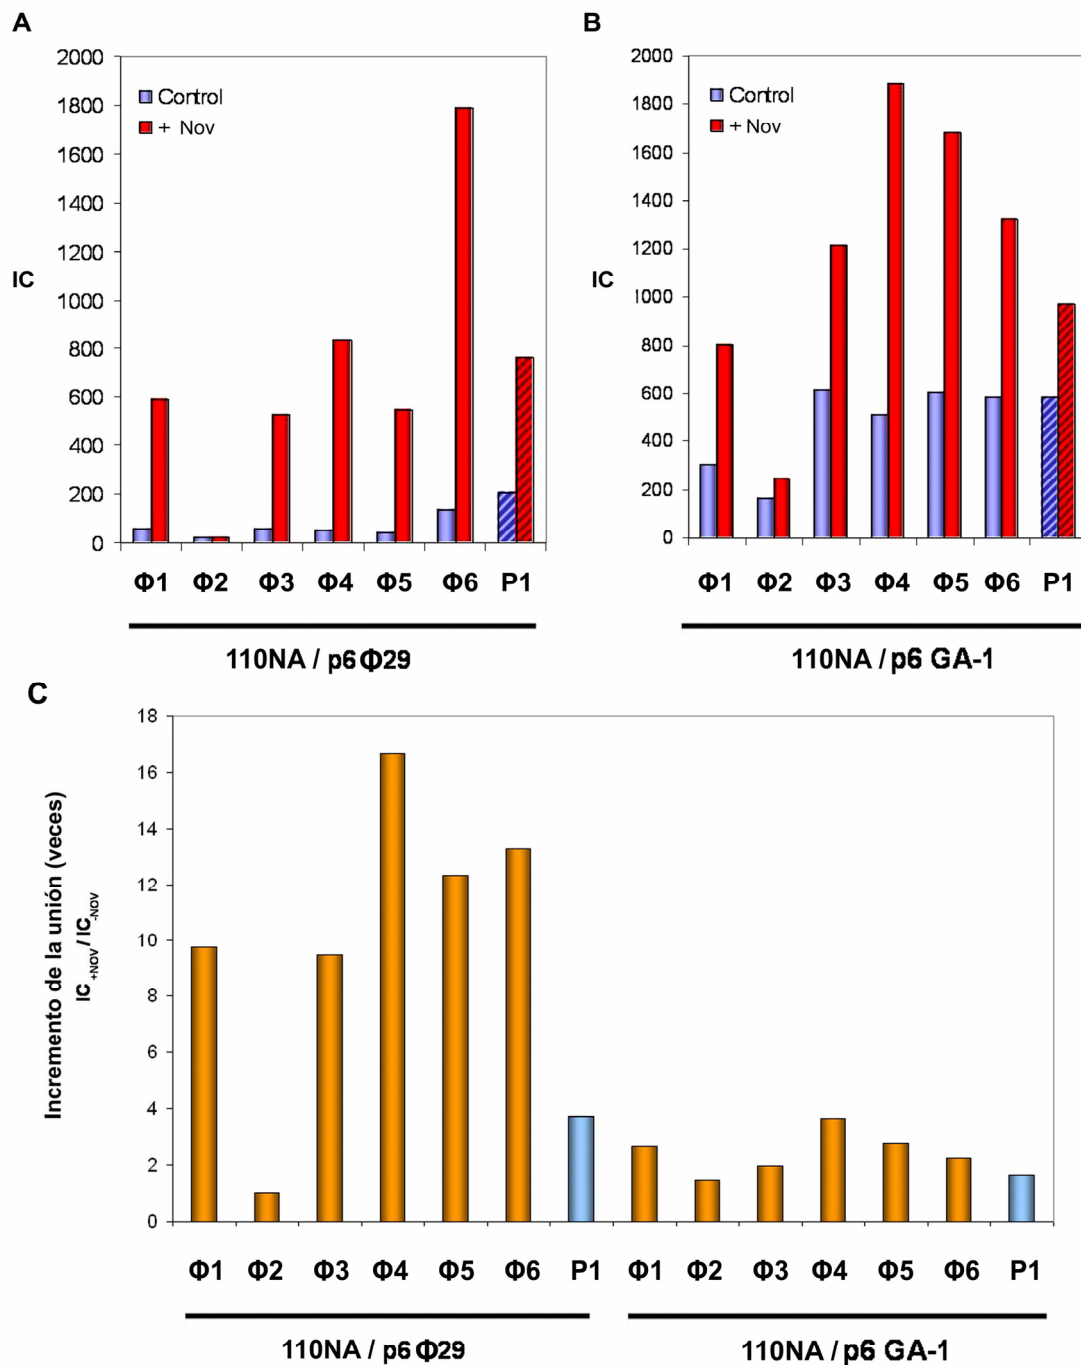 A
2000
1800
1600
1400
1200
1000
800
600
400
200
0
IC
Control
+ Nov
Φ1 Φ2 Φ3 Φ4 Φ5 Φ6 P1
110NA / p6 Φ29
B
2000
1800
1600
1400
1200
1000
800
600
400
200
0
IC
Control
+ Nov
Φ1 Φ2 Φ3 Φ4 Φ5 Φ6 P1
110NA / p6 GA-1
C
Incremento de la unión (veces)
IC +NOV / IC -NOV
18
16
14
12
10
8
6
4
2
0
Φ1 Φ2 Φ3 Φ4 Φ5 Φ6 P1 Φ1 Φ2 Φ3 Φ4 Φ5 Φ6 P1
110NA / p6 Φ29 110NA / p6 GA-1